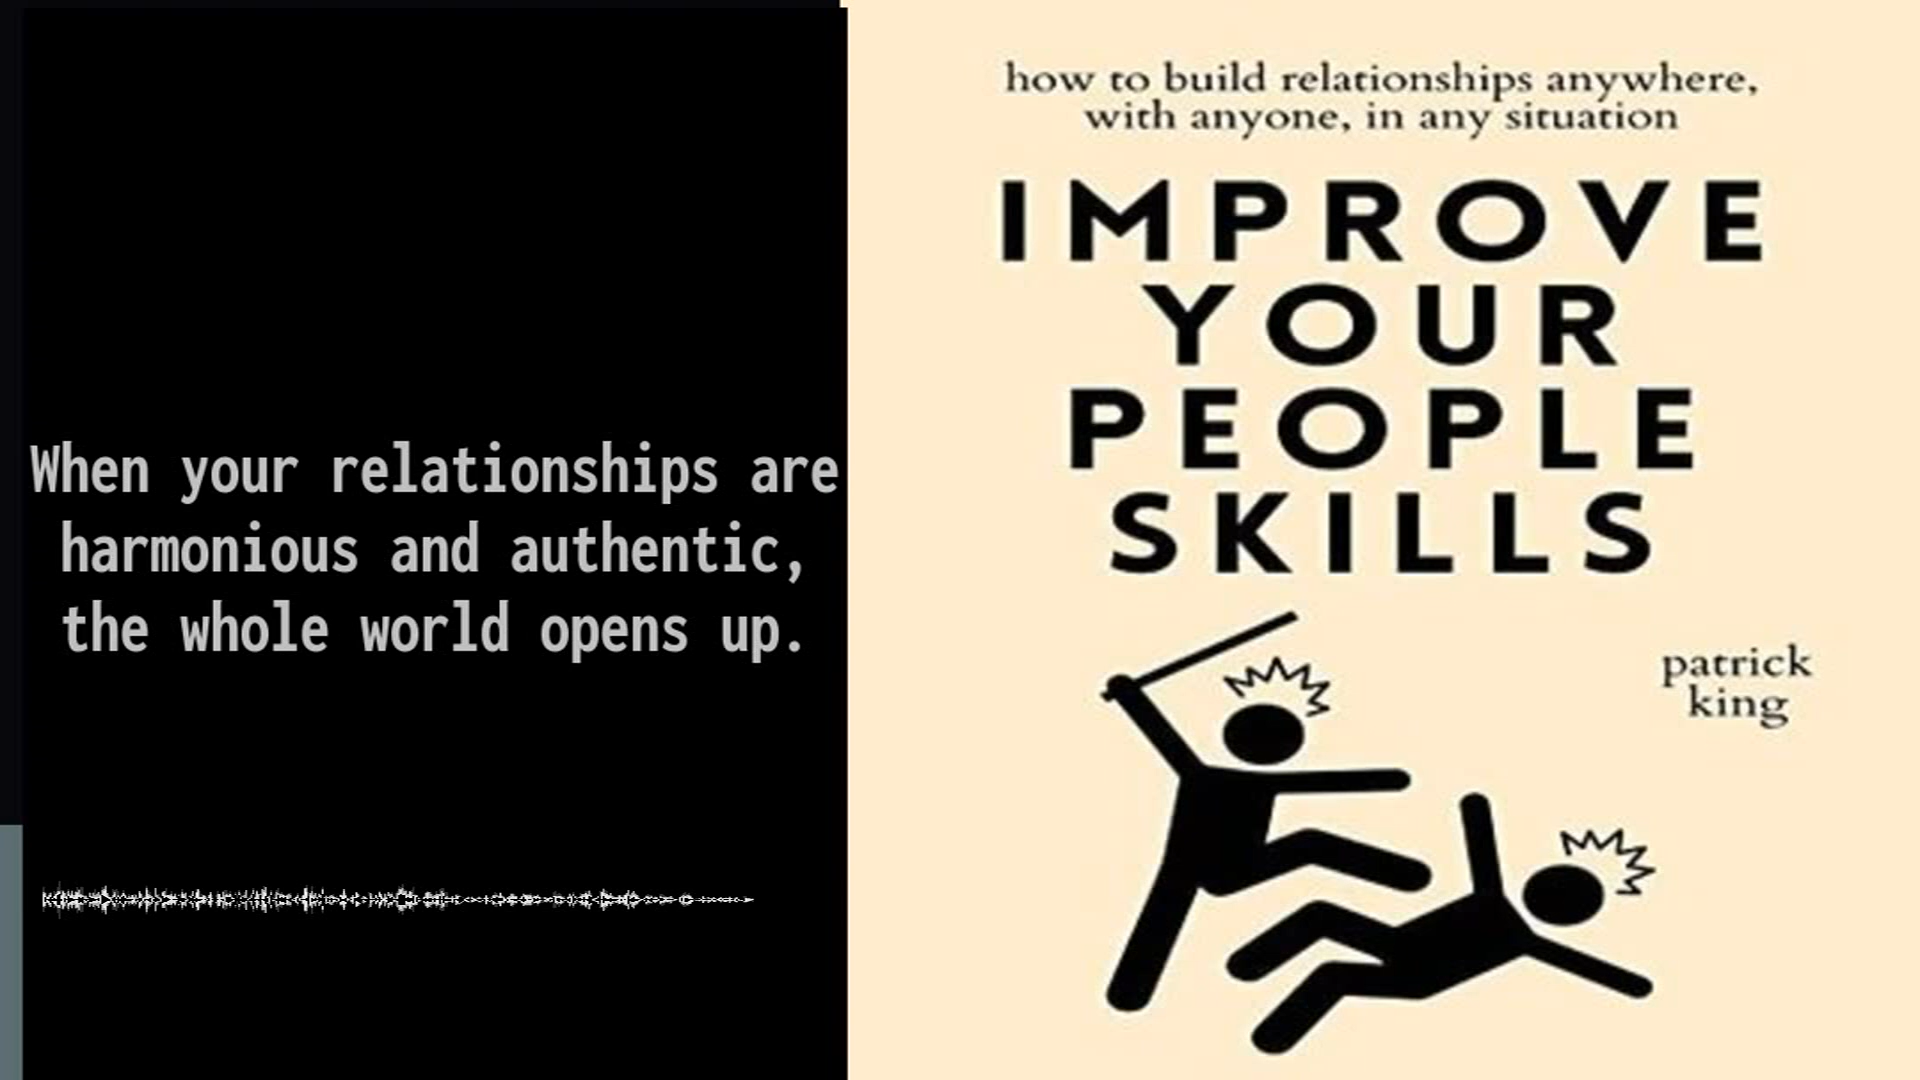 When your relationships are
harmonious and authentic,
the whole world opens up.
how to build relationships anywhere,
with anyone, in any situation
IMPROVE
YOUR
PEOPLE
SKILLS
patrick
king